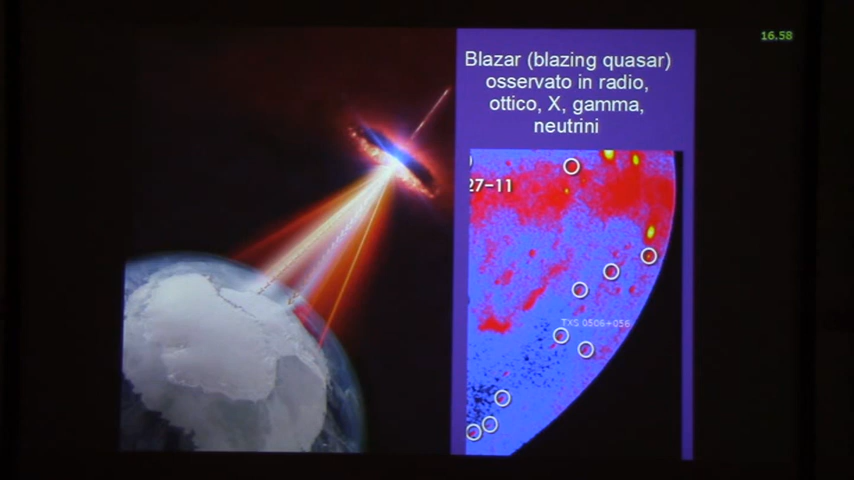 16.58
Blazar (blazing quasar)
osservato in radio,
ottico, X, gamma,
neutrini
27-11
TXS 0506+056